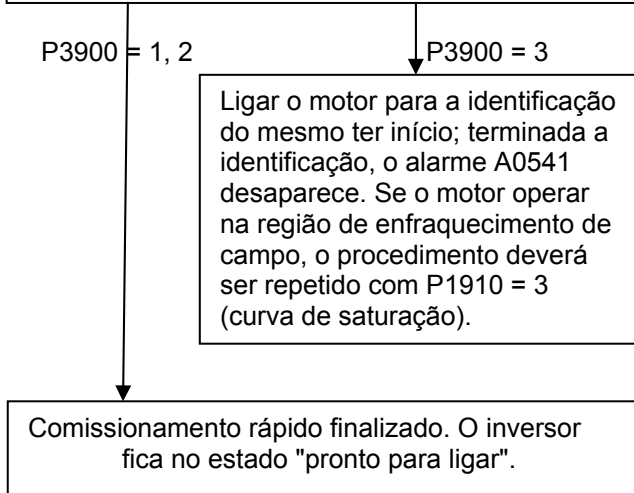 P3900 = 1, 2
P3900 = 3
Ligar o motor para a identificação
do mesmo ter início; terminada a
identificação, o alarme A0541
desaparece. Se o motor operar
na região de enfraquecimento de
campo, o procedimento deverá
ser repetido com P1910 = 3
(curva de saturação).
Comissionamento rápido finalizado. O inversor
fica no estado "pronto para ligar".